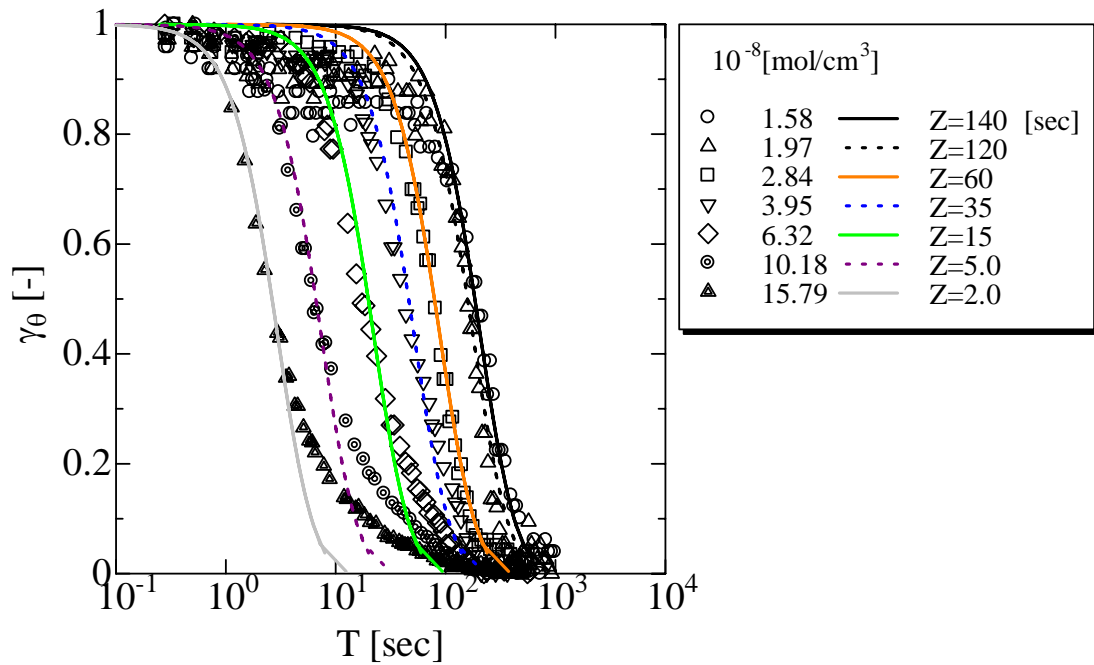 1
0.8
0.6
0.4
0.2
0
γθ [-]
10⁻¹ 10⁰ 10¹ 10² 10³ 10⁴
T [sec]
10⁻⁸[mol/cm³]
1.58 Z=140 [sec]
1.97 Z=120
2.84 Z=60
3.95 Z=35
6.32 Z=15
10.18 Z=5.0
15.79 Z=2.0